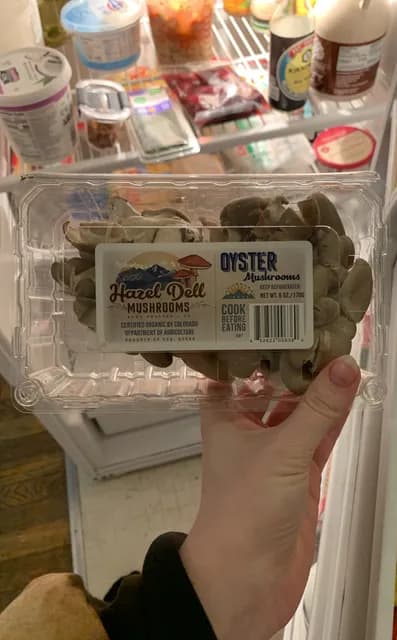 Hazel Dell
MUSHROOMS
CERTIFIED ORGANIC BY COLORADO
DEPARTMENT OF AGRICULTURE
OYSTER
Mushrooms
KEEP REFRIGERATED
NET WT. 6 OZ./170G
COOK
BEFORE
EATING